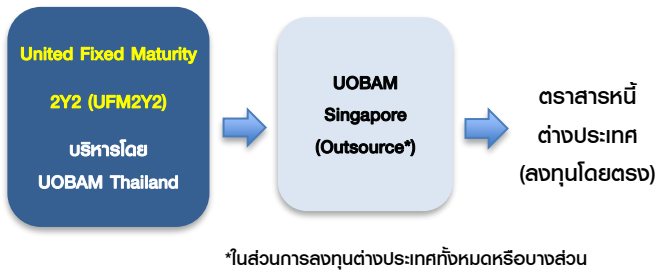 United Fixed Maturity
2Y2 (UFM2Y2)
บริหารโดย
UOBAM Thailand
UOBAM
Singapore
(Outsource*)
ตราสารหนี้
ต่างประเทศ
(ลงทุนโดยตรง)
*ในส่วนการลงทุนต่างประเทศทั้งหมดหรือบางส่วน